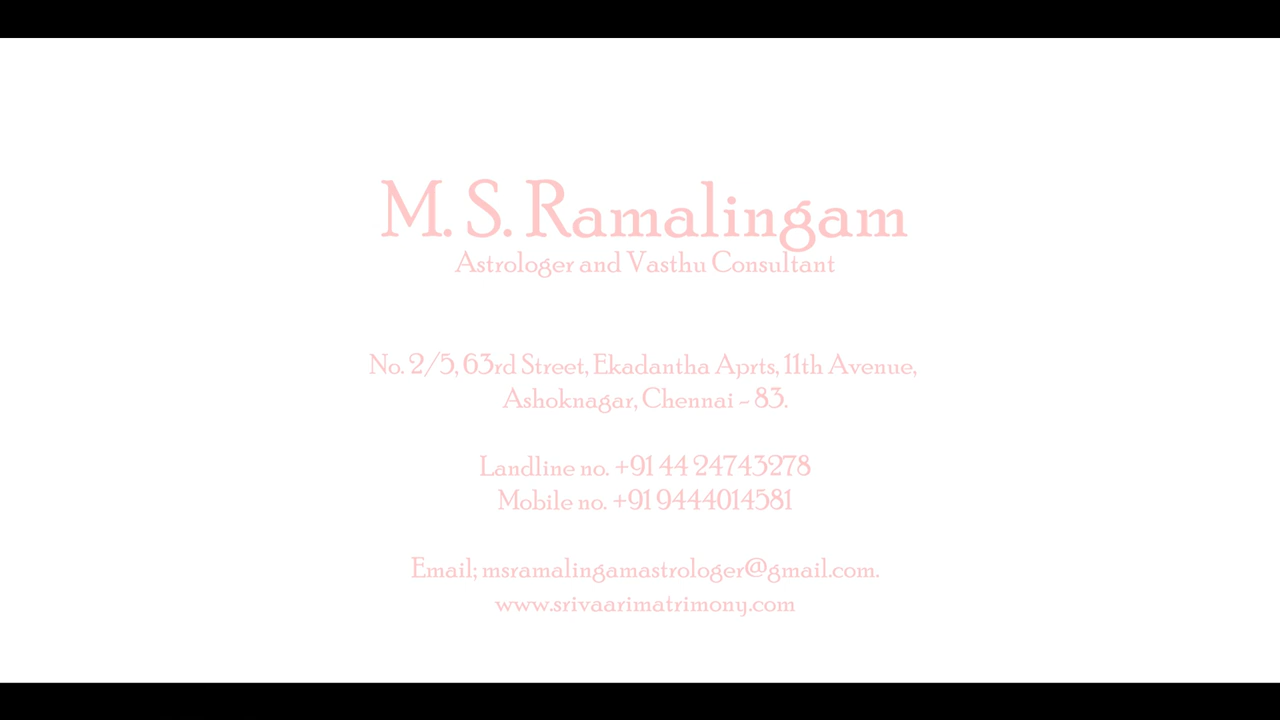 M. S. Ramalingam
Astrologer and Vasthu Consultant
No. 2/5, 63rd Street, Ekadantha Aprts, 11th Avenue,
Ashoknagar, Chennai - 83.
Landline no. +91 44 24743278
Mobile no. +91 9444014581
Email; msramalingamastrologer@gmail.com.
www.srivaarimatrimony.com